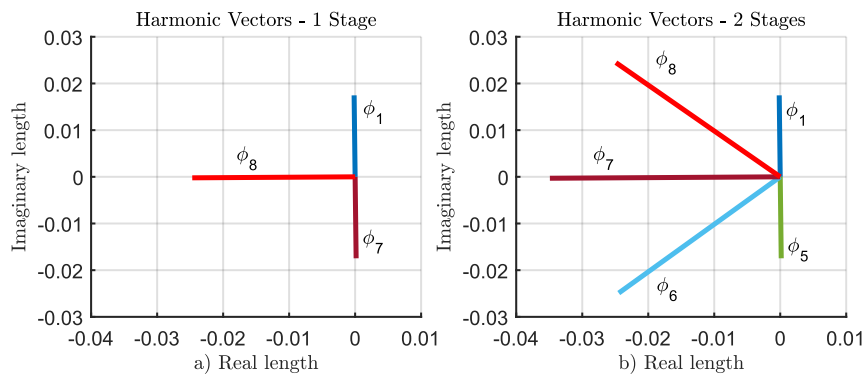 Harmonic Vectors - 1 Stage
Imaginary length
0.03
0.02
0.01
0
-0.01
-0.02
-0.03
-0.04 -0.03 -0.02 -0.01 0 0.01
ϕ1
ϕ8
ϕ7
a) Real length
Harmonic Vectors - 2 Stages
Imaginary length
0.03
0.02
0.01
0
-0.01
-0.02
-0.03
-0.04 -0.03 -0.02 -0.01 0 0.01
ϕ8
ϕ1
ϕ7
ϕ5
ϕ6
b) Real length